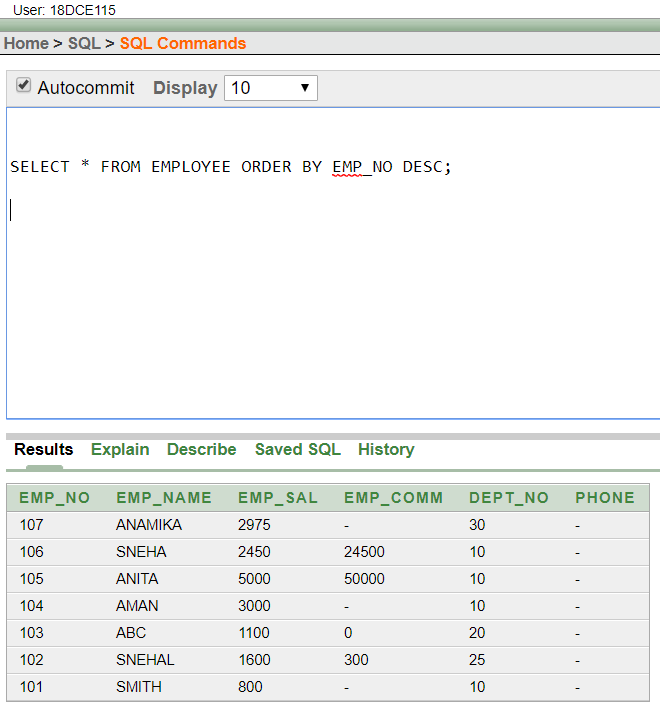 User: 18DCE115
Home > SQL > SQL Commands
Autocommit Display 10
SELECT * FROM EMPLOYEE ORDER BY EMP_NO DESC;
Results Explain Describe Saved SQL History
EMP_NO EMP_NAME EMP_SAL EMP_COMM DEPT_NO PHONE
107 ANAMIKA 2975 - 30 -
106 SNEHA 2450 24500 10 -
105 ANITA 5000 50000 10 -
104 AMAN 3000 - 10 -
103 ABC 1100 0 20 -
102 SNEHAL 1600 300 25 -
101 SMITH 800 - 10 -